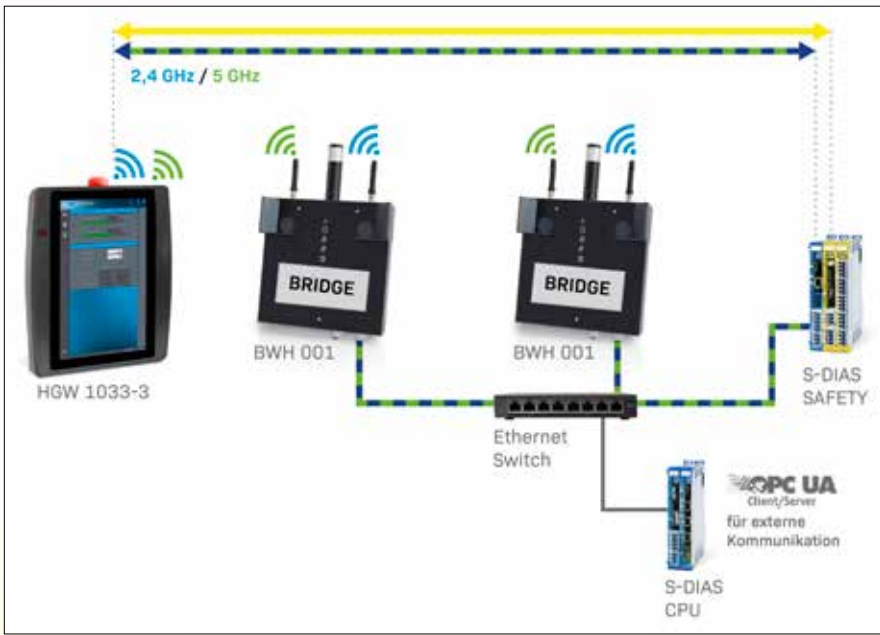 2,4 GHz / 5 GHz
BRIDGE
BRIDGE
BWH 001
BWH 001
HGW 1033-3
S-DIAS
SAFETY
Ethernet
Switch
OPC UA
Client/Server
für externe
Kommunikation
S-DIAS
CPU